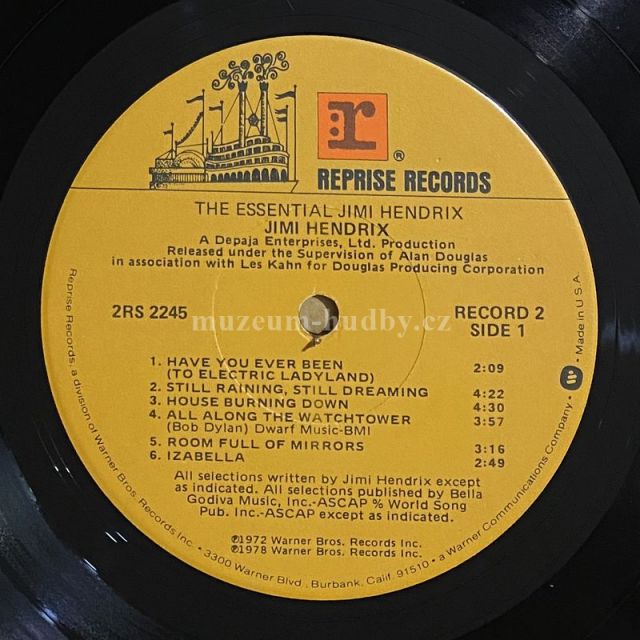 r
®
REPRISE RECORDS
THE ESSENTIAL JIMI HENDRIX
JIMI HENDRIX
A Depaja Enterprises, Ltd. Production
Released under the Supervision of Alan Douglas
in association with Les Kahn for Douglas Producing Corporation
2RS 2245
RECORD 2
SIDE 1
muzeum-hudby.cz
1. HAVE YOU EVER BEEN
(TO ELECTRIC LADYLAND) 2:09
2. STILL RAINING, STILL DREAMING 4:22
3. HOUSE BURNING DOWN 4:30
4. ALL ALONG THE WATCHTOWER 3:57
(Bob Dylan) Dwarf Music-BMI
5. ROOM FULL OF MIRRORS 3:16
6. IZABELLA 2:49
All selections written by Jimi Hendrix except
as indicated. All selections published by Bella
Godiva Music, Inc.-ASCAP % World Song
Pub. Inc.-ASCAP except as indicated.
℗1972 Warner Bros. Records Inc.
℗1978 Warner Bros. Records Inc.
Reprise Records, a division of Warner Bros. Records Inc. • 3300 Warner Blvd., Burbank, Calif. 91510 • a Warner Communications Company • W • Made in U.S.A.